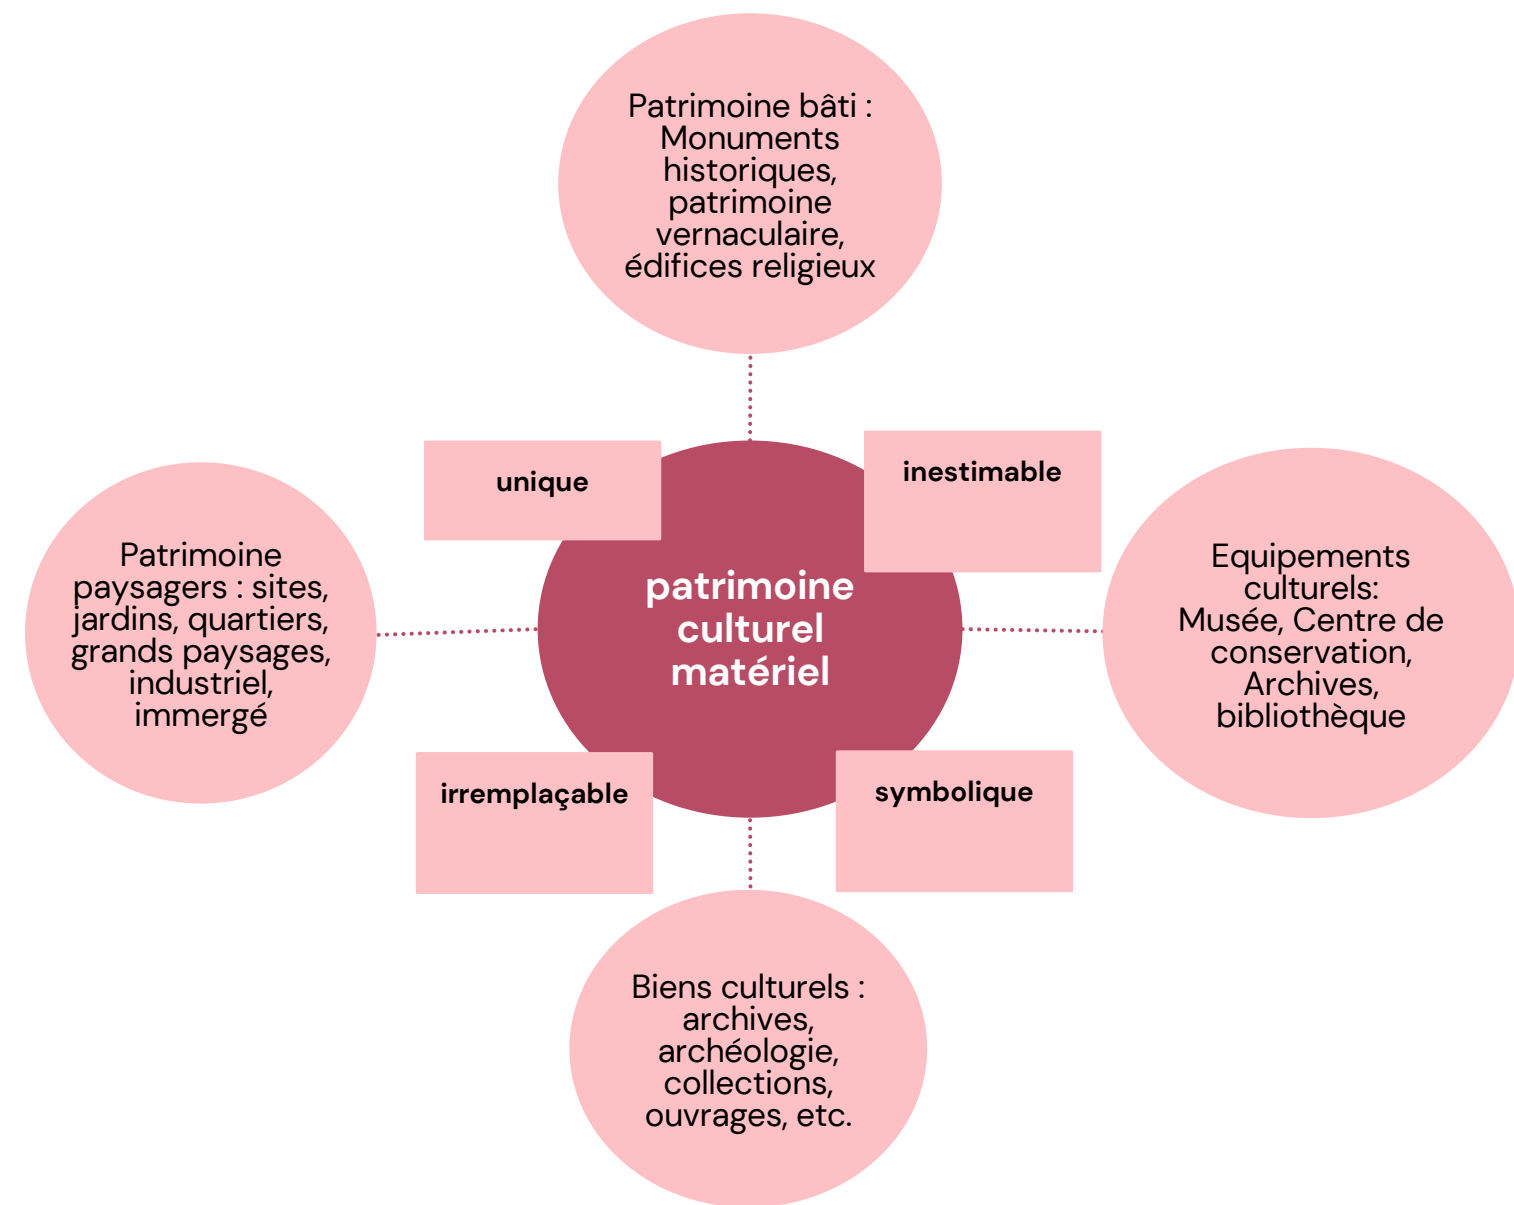 Patrimoine bâti :
Monuments
historiques,
patrimoine
vernaculaire,
édifices religieux
unique
inestimable
Patrimoine
paysagers : sites,
jardins, quartiers,
grands paysages,
industriel,
immergé
patrimoine
culturel
matériel
Equipements
culturels:
Musée, Centre de
conservation,
Archives,
bibliothèque
irremplaçable
symbolique
Biens culturels :
archives,
archéologie,
collections,
ouvrages, etc.